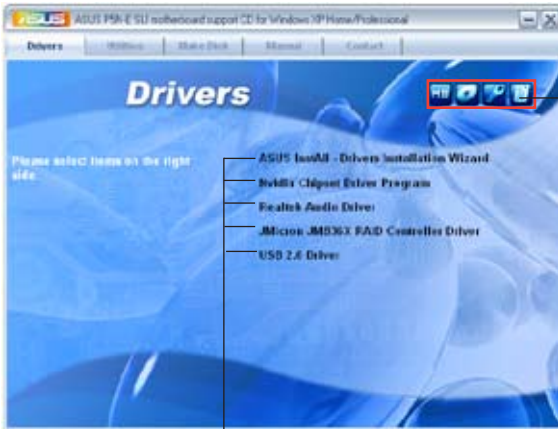 ASUS ASUS P5N-E SLI motherboard support CD for Windows XP Home/Professional
Drivers Utilities Make Disk Manual Contact
Drivers
Please select items on the right side.
ASUS InstAll - Drivers Installation Wizard
Nvidia Chipset Driver Program
Realtek Audio Driver
JMicron JMB36X RAID Controller Driver
USB 2.0 Driver